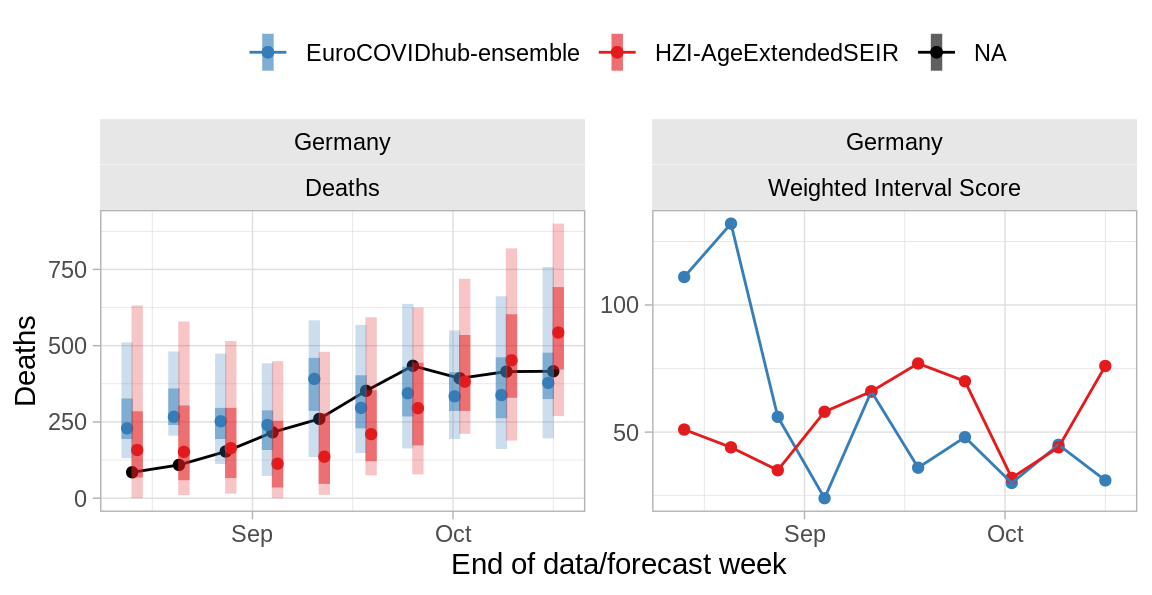 EuroCOVIDhub-ensemble HZI-AgeExtendedSEIR NA
Germany
Deaths
Deaths
750
500
250
0
Sep Oct
Germany
Weighted Interval Score
100
50
Sep Oct
End of data/forecast week